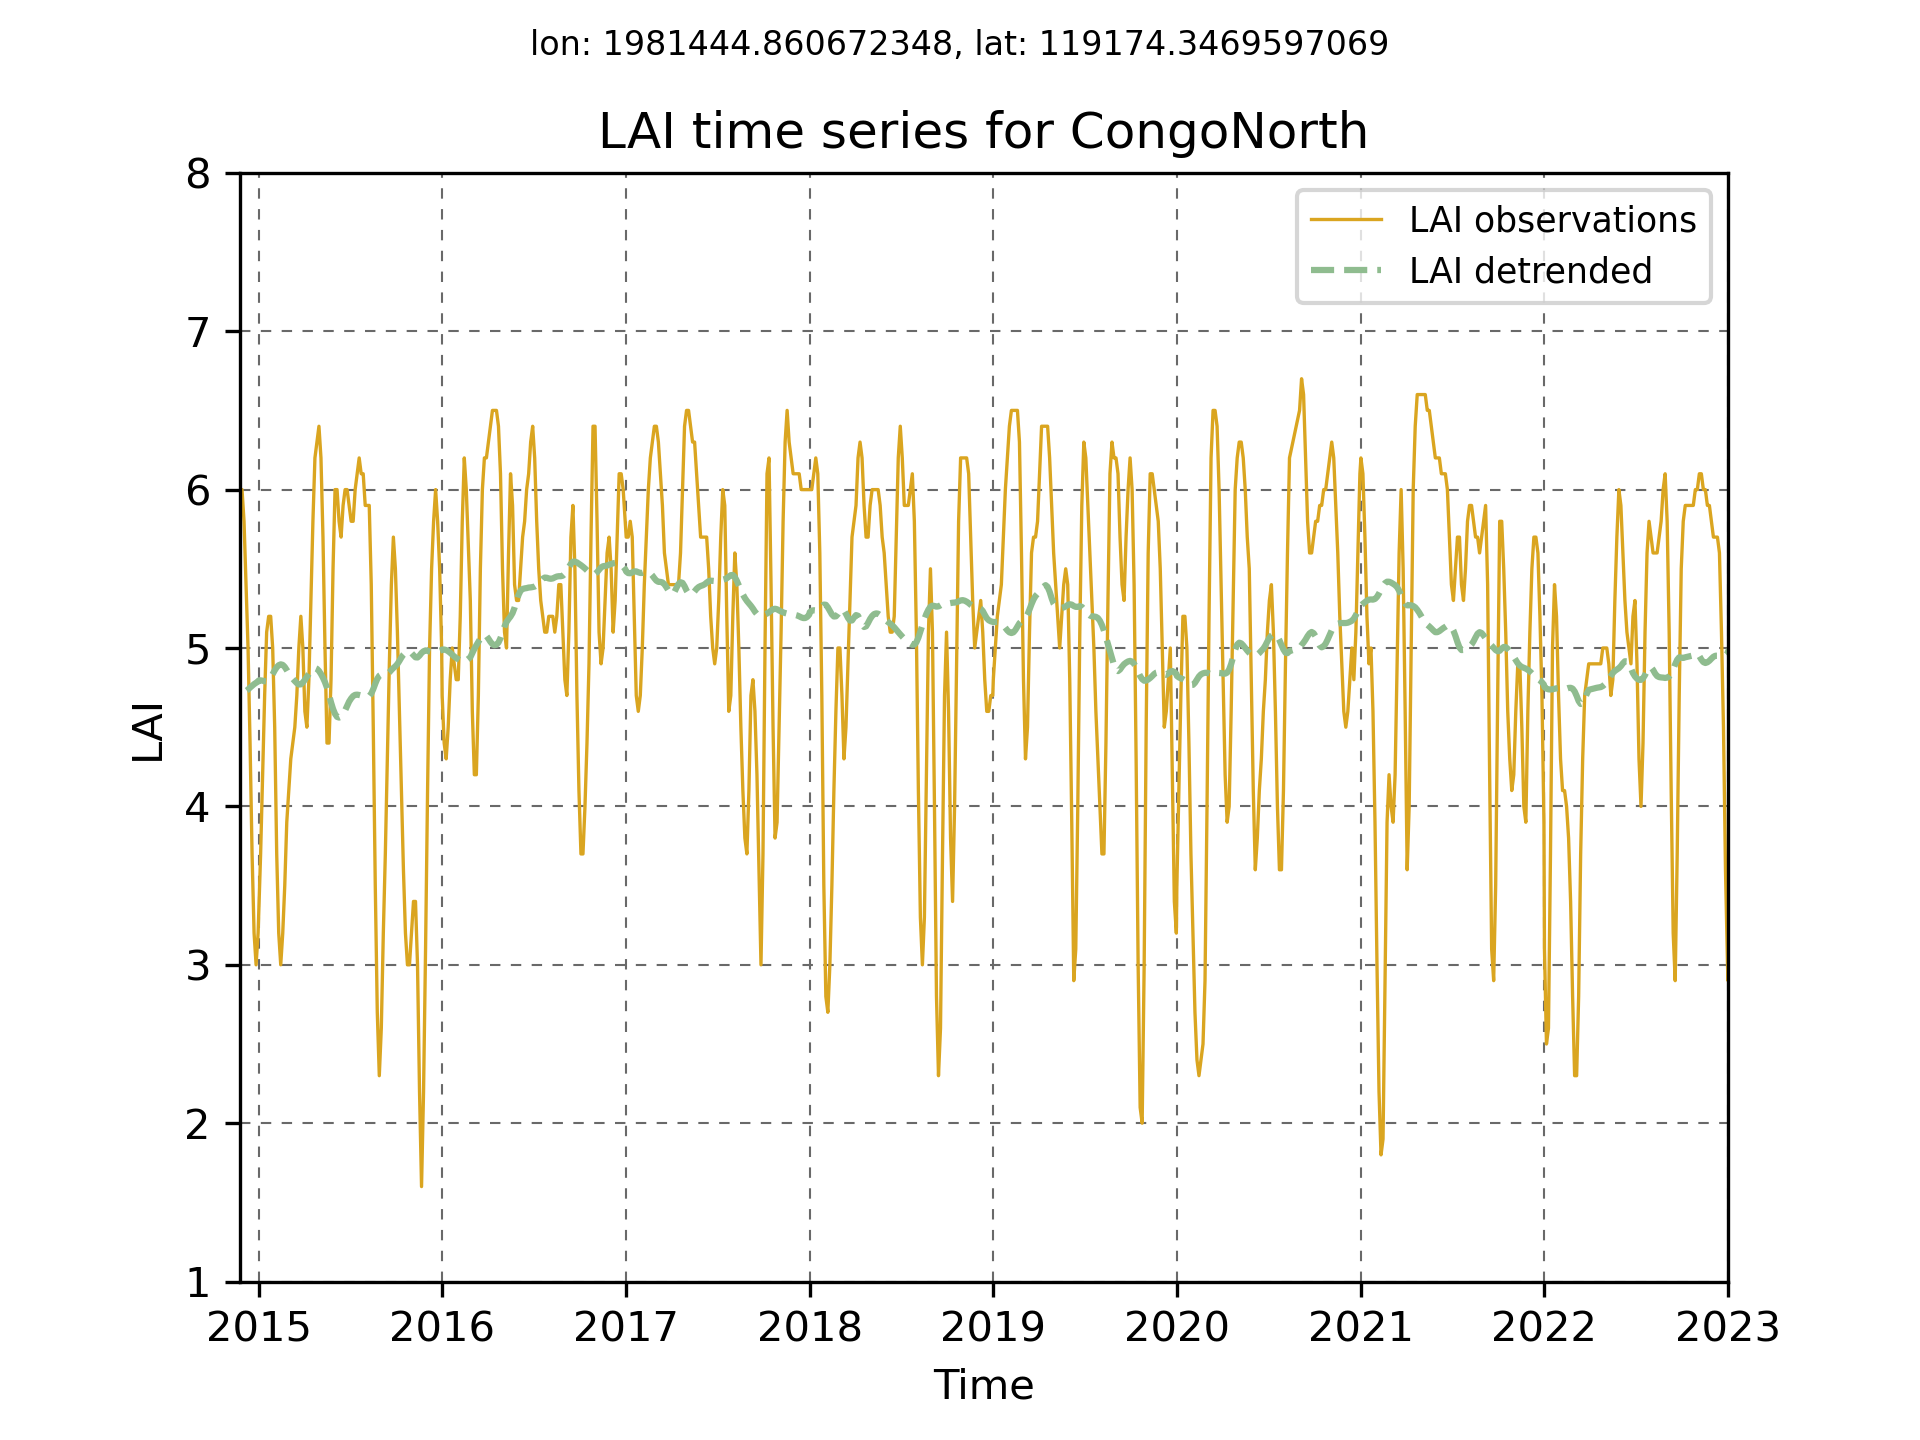 lon: 1981444.860672348, lat: 119174.3469597069
LAI time series for CongoNorth
LAI observations
LAI detrended
8
7
6
5
4
3
2
1
LAI
2015 2016 2017 2018 2019 2020 2021 2022 2023
Time